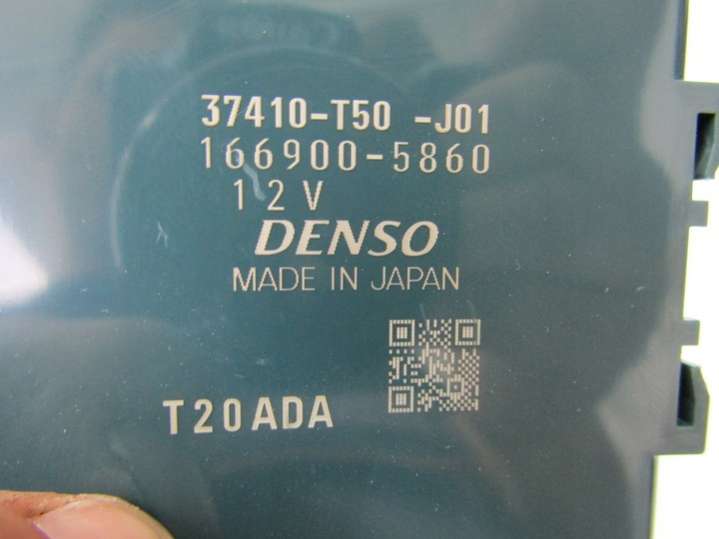 37410-T50 -J01
166900-5860
12V
DENSO
MADE IN JAPAN
T20ADA